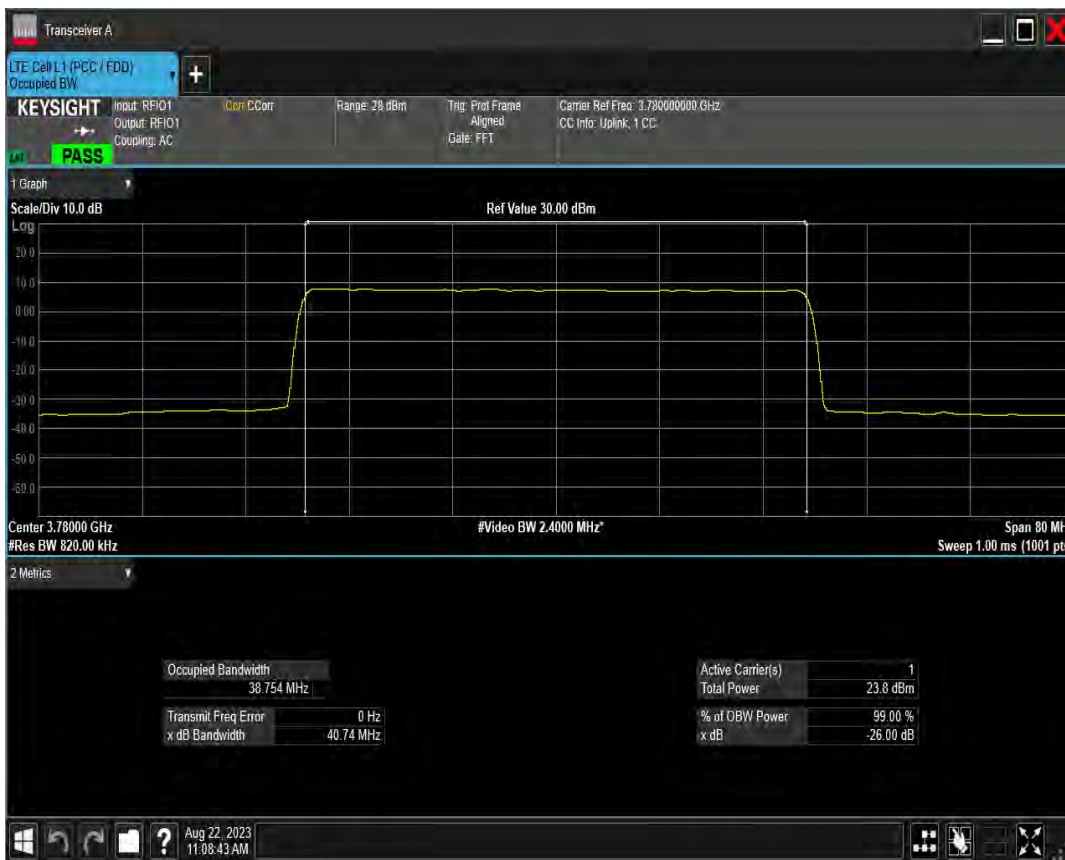 Transceiver A
LTE Cell L1 (PCC / FDD)
Occupied BW
KEYSIGHT
PASS
Input: RFIO1
Output: RFIO1
Coupling: AC
Corr CCorr
Range: 28 dBm
Trig: Prot Frame
Aligned
Gate: FFT
Carrier Ref Freq: 3.780000000 GHz
CC Info: Uplink, 1 CC
1 Graph
Scale/Div 10.0 dB
Ref Value 30.00 dBm
Log
20.0
10.0
0.00
-10.0
-20.0
-30.0
-40.0
-50.0
-60.0
Center 3.78000 GHz
#Video BW 2.4000 MHz*
Span 80 MH
#Res BW 820.00 kHz
Sweep 1.00 ms (1001 pt
2 Metrics
Occupied Bandwidth
38.754 MHz
Transmit Freq Error 0 Hz
x dB Bandwidth 40.74 MHz
Active Carrier(s) 1
Total Power 23.8 dBm
% of OBW Power 99.00 %
x dB -26.00 dB
?
Aug 22, 2023
11:08:43 AM